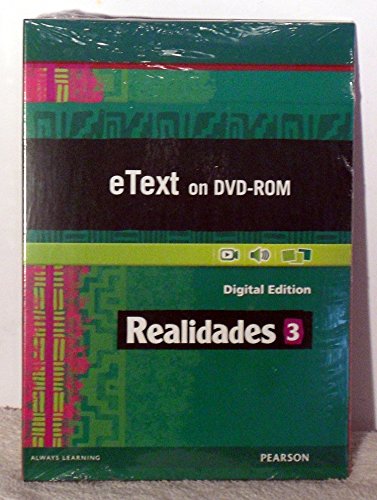 eText on DVD-ROM
Digital Edition
Realidades 3
ALWAYS LEARNING PEARSON